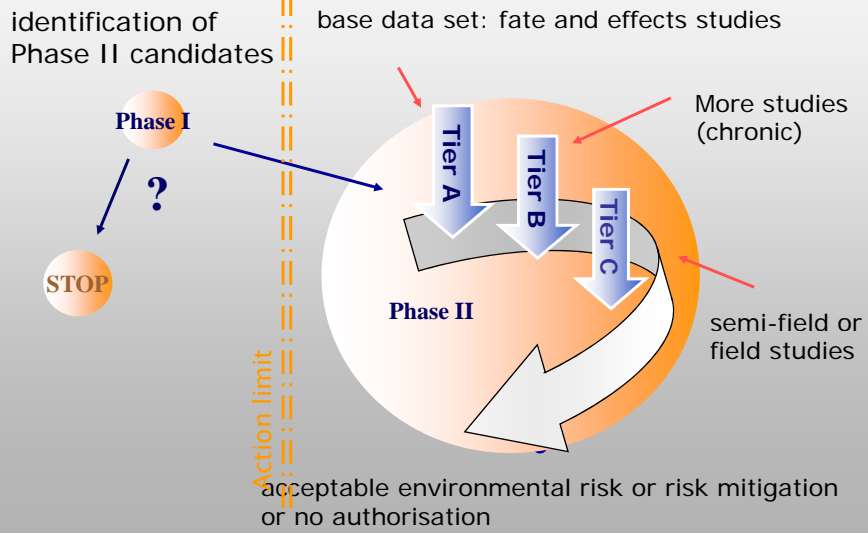 identification of
Phase II candidates
base data set: fate and effects studies
Phase I
?
STOP
Action limit
Tier A
Tier B
Tier C
Phase II
More studies
(chronic)
semi-field or
field studies
acceptable environmental risk or risk mitigation
or no authorisation